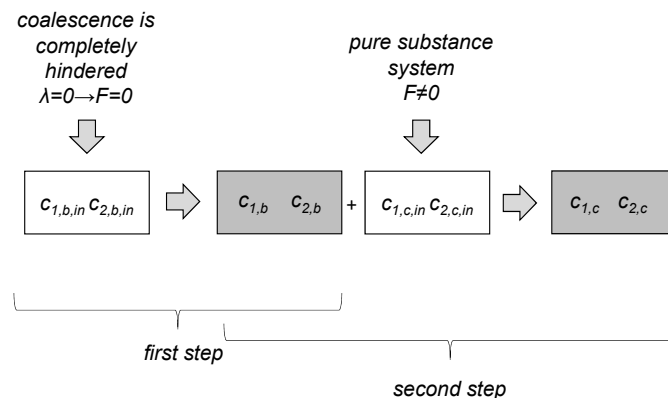 coalescence is
completely
hindered
λ=0→F=0
pure substance
system
F≠0
c1,b,in c2,b,in
c1,b c2,b
+
c1,c,in c2,c,in
c1,c c2,c
first step
second step